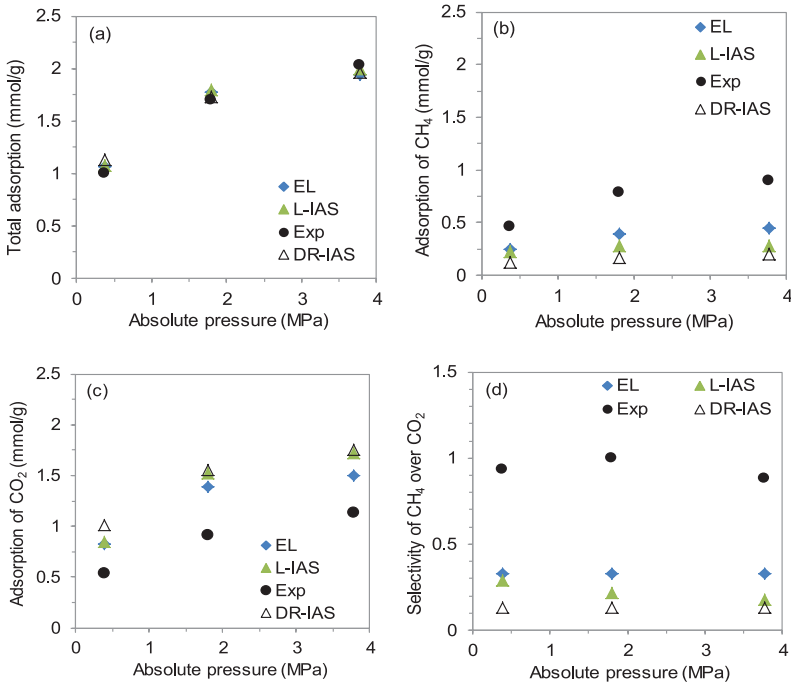 (a)
Total adsorption (mmol/g)
2.5
2
1.5
1
0.5
0
EL
L-IAS
Exp
DR-IAS
0 1 2 3 4
Absolute pressure (MPa)
(b)
Adsorption of CH₄ (mmol/g)
2.5
2
1.5
1
0.5
0
EL
L-IAS
Exp
DR-IAS
0 1 2 3 4
Absolute pressure (MPa)
(c)
Adsorption of CO₂ (mmol/g)
2.5
2
1.5
1
0.5
0
EL
L-IAS
Exp
DR-IAS
0 1 2 3 4
Absolute pressure (MPa)
(d)
Selectivity of CH₄ over CO₂
1.5
1
0.5
0
EL L-IAS
Exp DR-IAS
0 1 2 3 4
Absolute pressure (MPa)